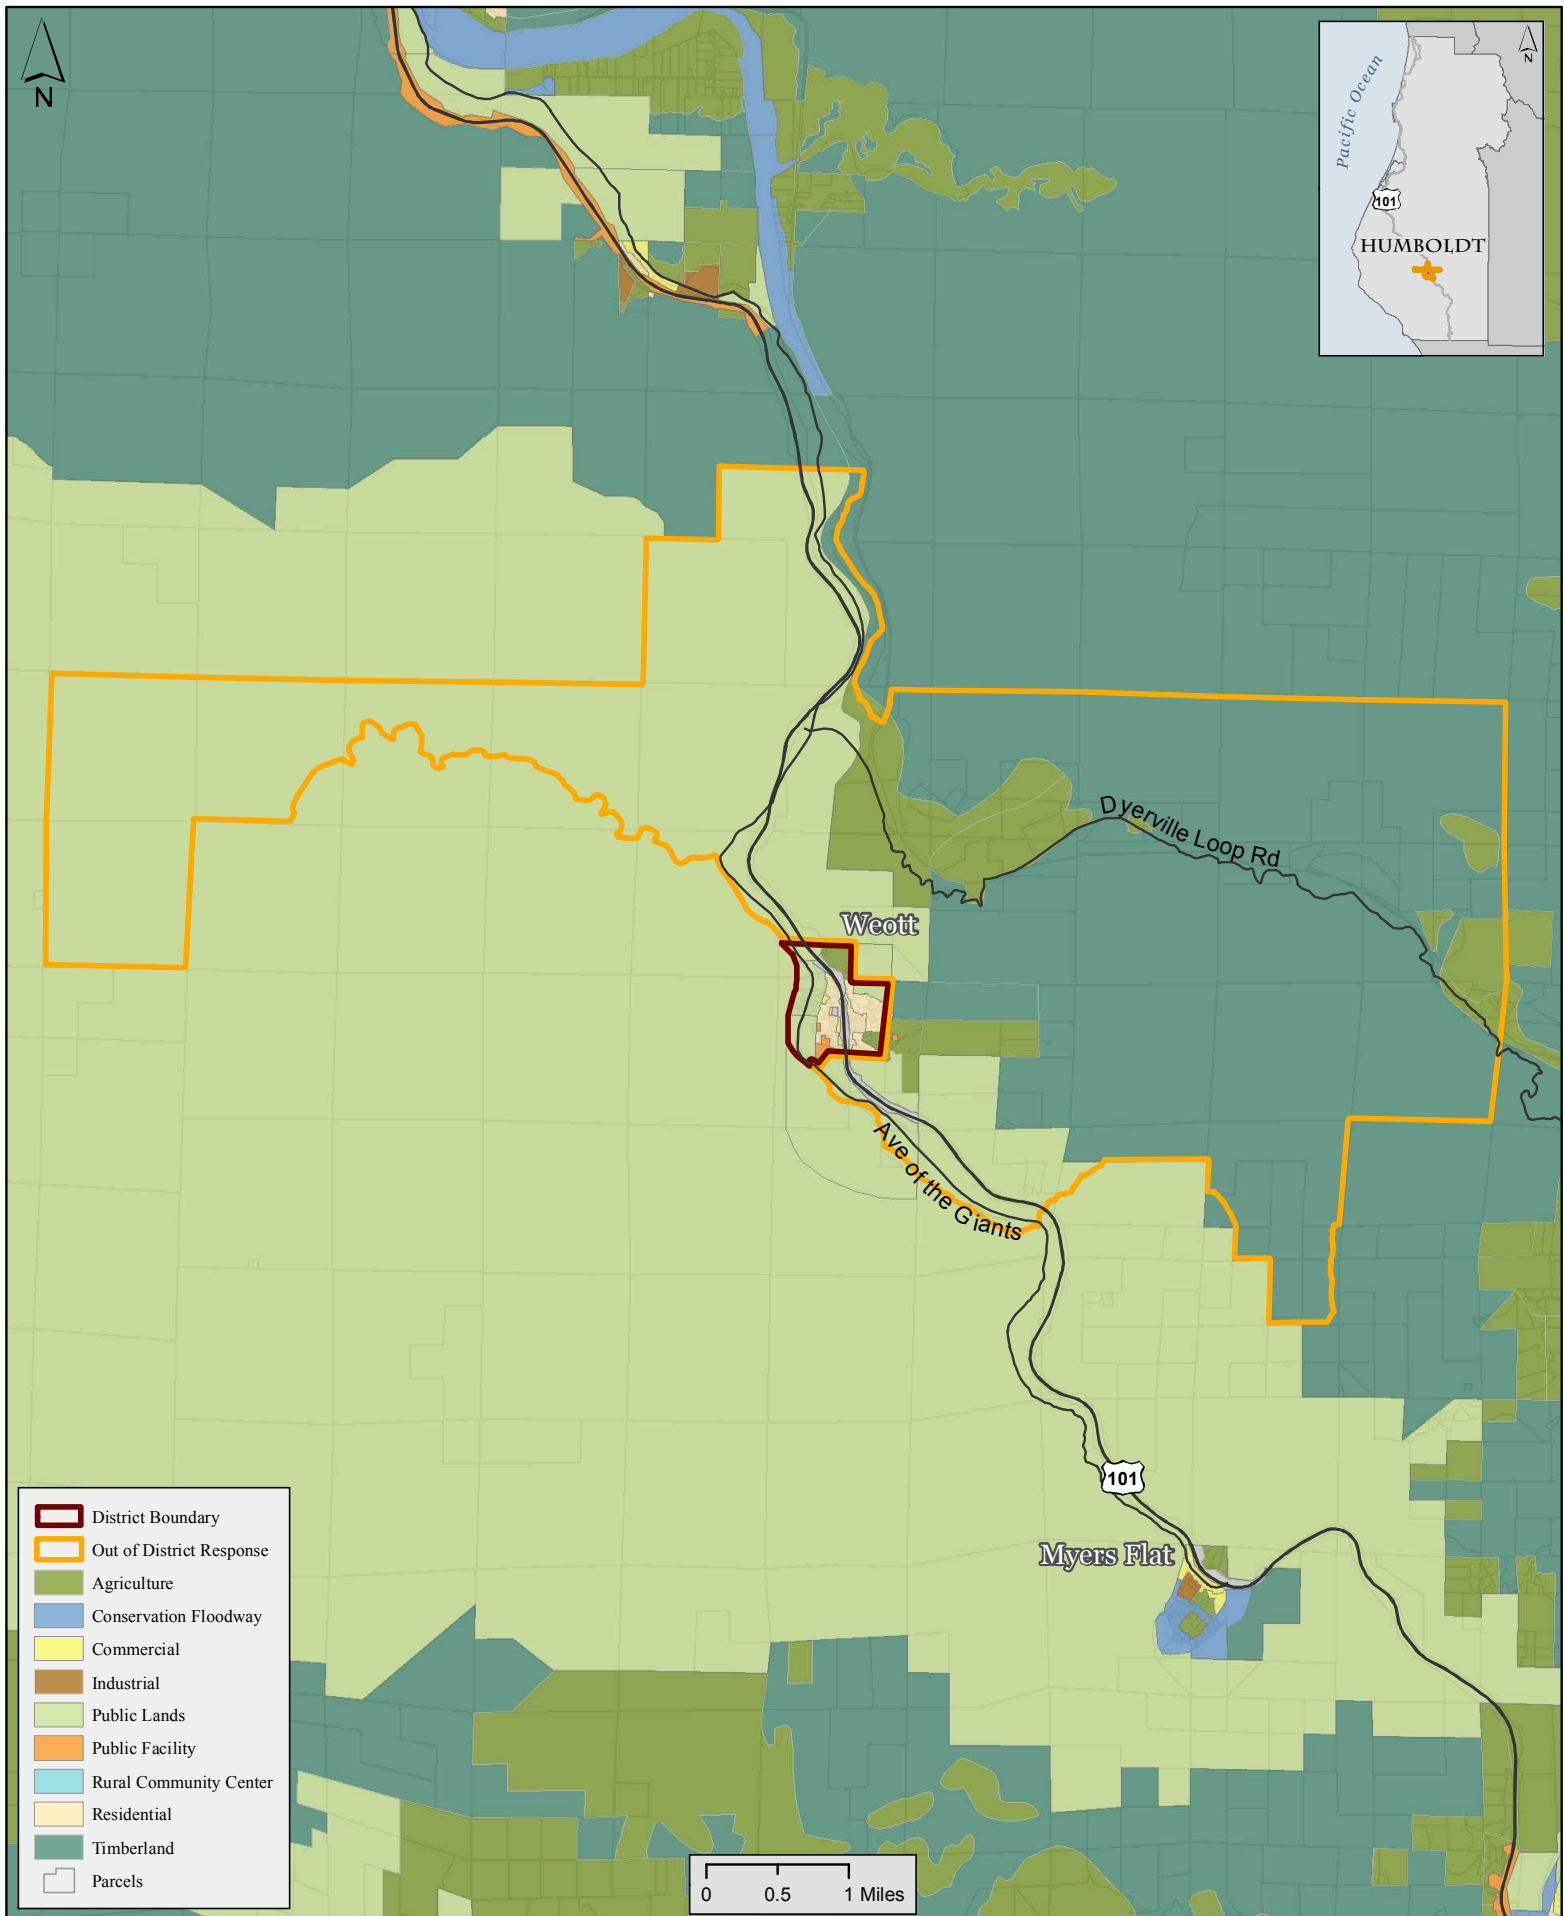 N
N
Pacific Ocean
101
HUMBOLDT
Dyerville Loop Rd
Weott
Ave of the Giants
101
Myers Flat
District Boundary
Out of District Response
Agriculture
Conservation Floodway
Commercial
Industrial
Public Lands
Public Facility
Rural Community Center
Residential
Timberland
Parcels
0 0.5 1 Miles